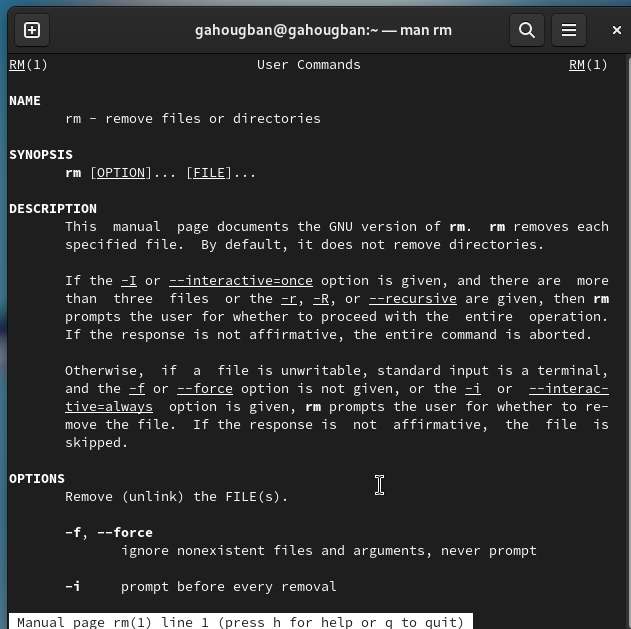 gahougban@gahougban:~ — man rm
RM(1) User Commands RM(1)
NAME
rm - remove files or directories
SYNOPSIS
rm [OPTION]... [FILE]...
DESCRIPTION
This manual page documents the GNU version of rm. rm removes each
specified file. By default, it does not remove directories.
If the -I or --interactive=once option is given, and there are more
than three files or the -r, -R, or --recursive are given, then rm
prompts the user for whether to proceed with the entire operation.
If the response is not affirmative, the entire command is aborted.
Otherwise, if a file is unwritable, standard input is a terminal,
and the -f or --force option is not given, or the -i or --interac-
tive=always option is given, rm prompts the user for whether to re-
move the file. If the response is not affirmative, the file is
skipped.
OPTIONS
Remove (unlink) the FILE(s).
-f, --force
ignore nonexistent files and arguments, never prompt
-i prompt before every removal
Manual page rm(1) line 1 (press h for help or q to quit)